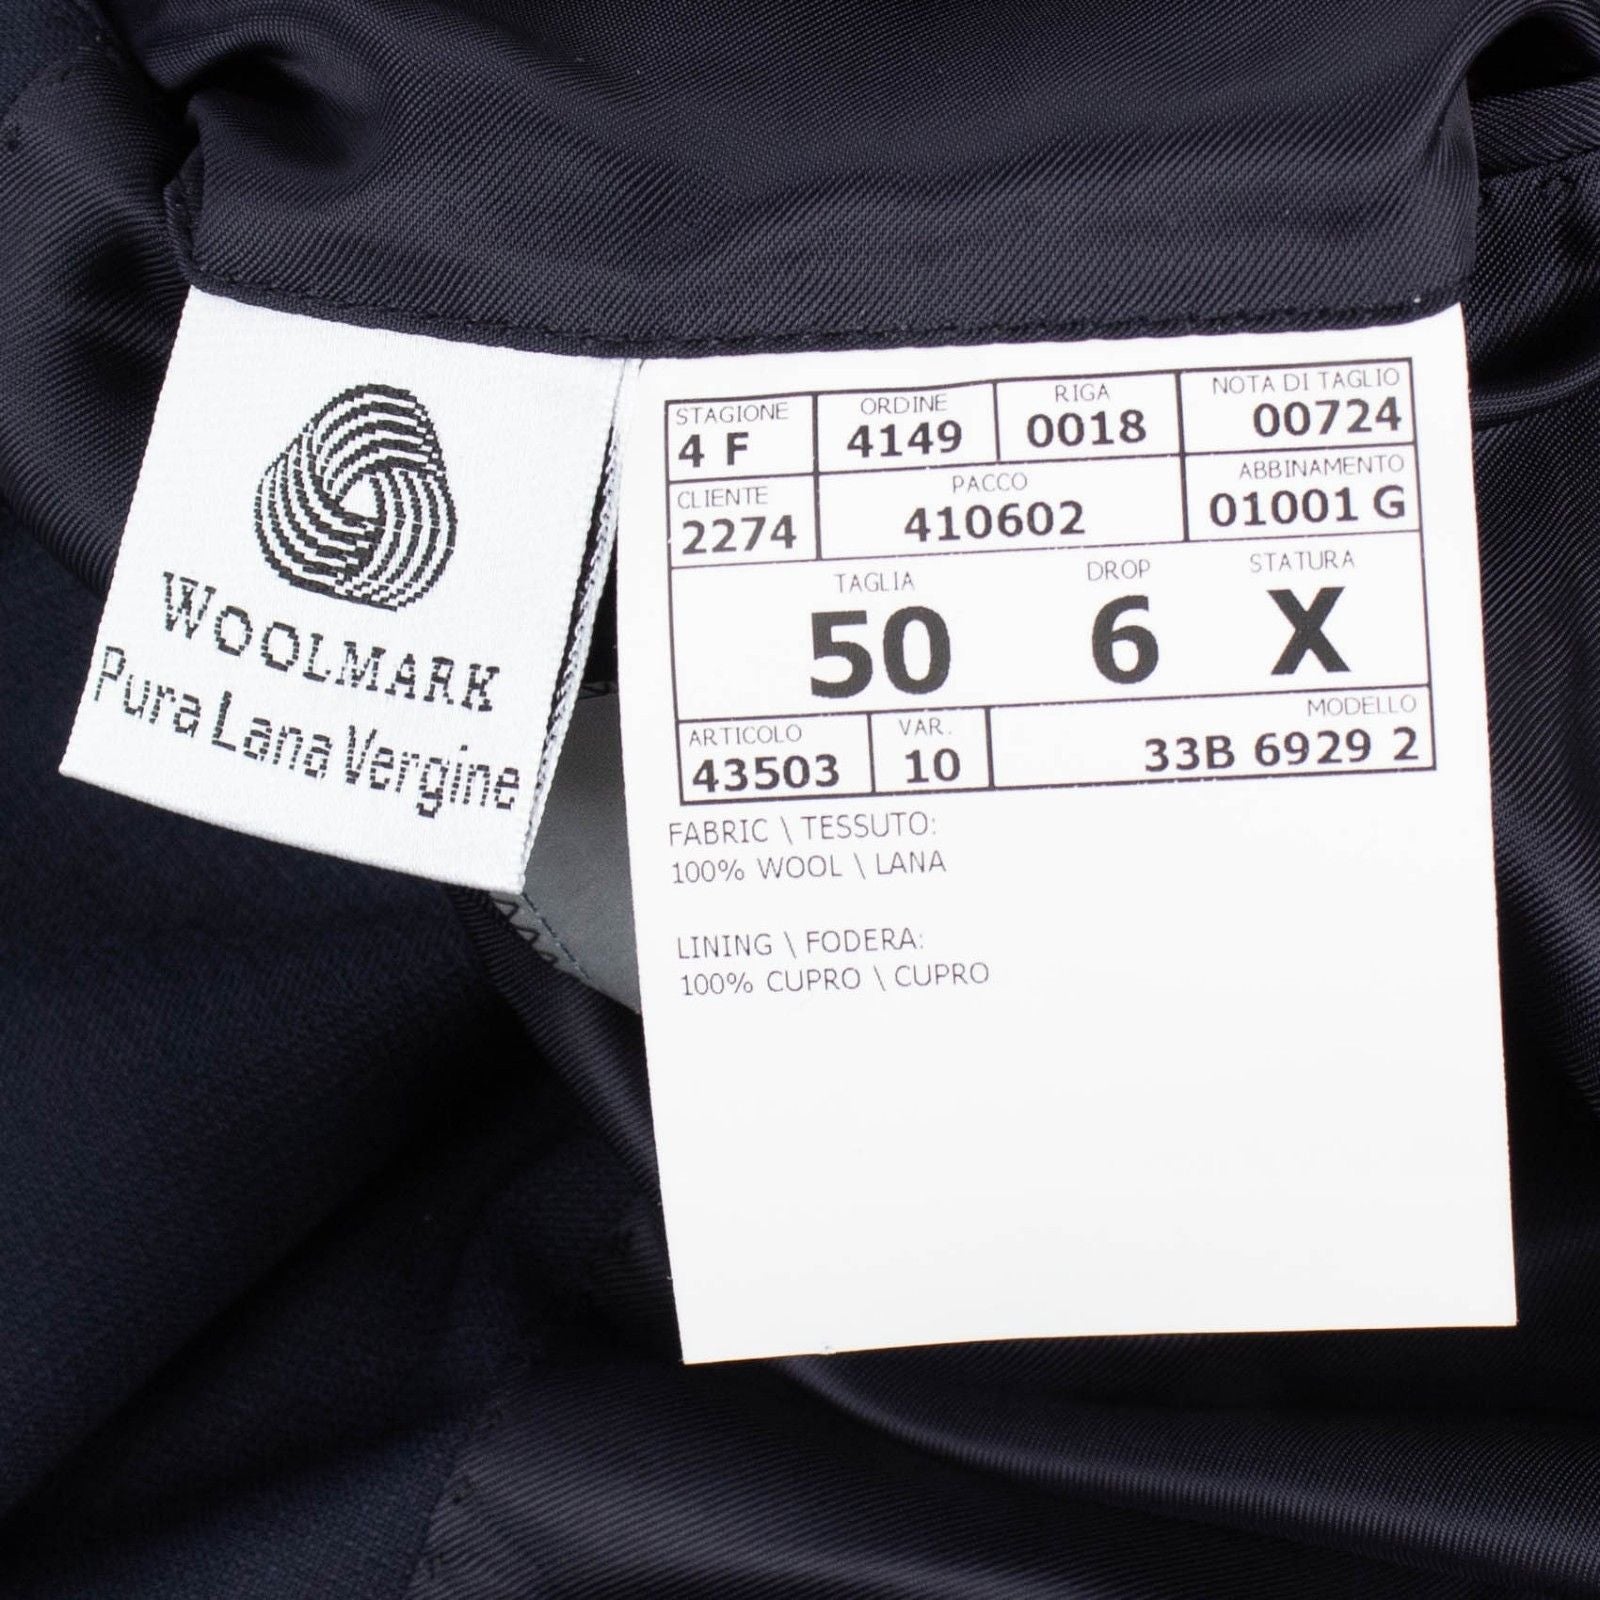 WOOLMARK
Pura Lana Vergine
STAGIONE ORDINE RIGA NOTA DI TAGLIO
4 F 4149 0018 00724
CLIENTE PACCO ABBINAMENTO
2274 410602 01001 G
TAGLIA DROP STATURA
50 6 X
ARTICOLO VAR. MODELLO
43503 10 33B 6929 2
FABRIC \ TESSUTO:
100% WOOL \ LANA
LINING \ FODERA:
100% CUPRO \ CUPRO